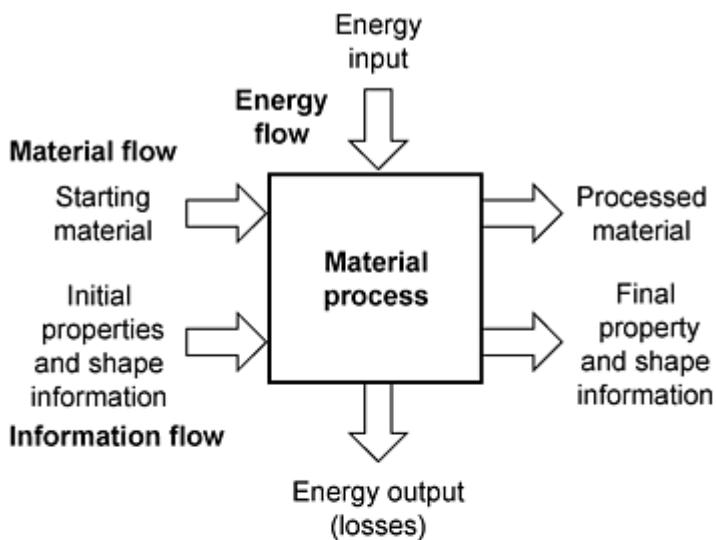 Energy
input
Energy
flow
Material flow
Starting
material
Processed
material
Material
process
Initial
properties
and shape
information
Final
property
and shape
information
Information flow
Energy output
(losses)